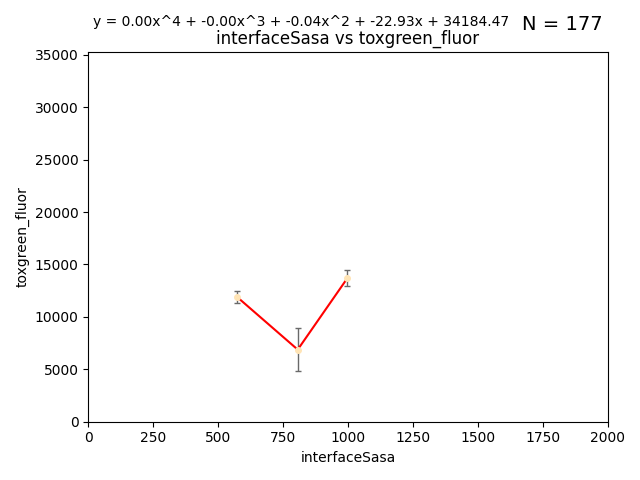 y = 0.00x^4 + -0.00x^3 + -0.04x^2 + -22.93x + 34184.47
N = 177
interfaceSasa vs toxgreen_fluor
35000
30000
25000
20000
15000
10000
5000
0
toxgreen_fluor
0 250 500 750 1000 1250 1500 1750 2000
interfaceSasa